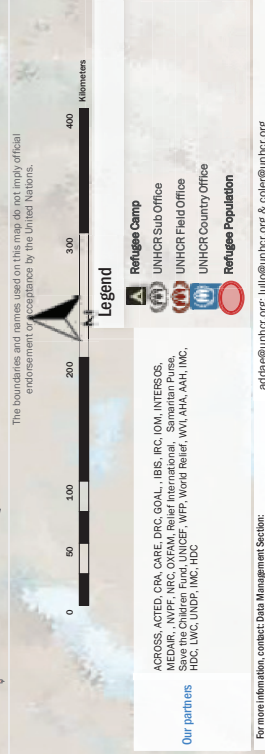 The boundaries and names used on this map do not imply official
endorsement or acceptance by the United Nations.
0 50 100 200 300 400
Kilometers
Legend
Refugee Camp
UNHCR Sub Office
UNHCR Field Office
UNHCR Country Office
Refugee Population
Our partners
ACROSS, ACTED, CRA, CARE, DRC, GOAL, , IBIS, IRC, IOM, INTERSOS,
MEDAIR, , NVPF, NRC, OXFAM, Relief International, Samaritan Purse,
Save the Children Fund, UNICEF, WFP, World Relief, WVI, AHA, AAH, IMC,
HDC, LWC, UNDP, IMC, HDC
For more infomation, contact: Data Management Section: